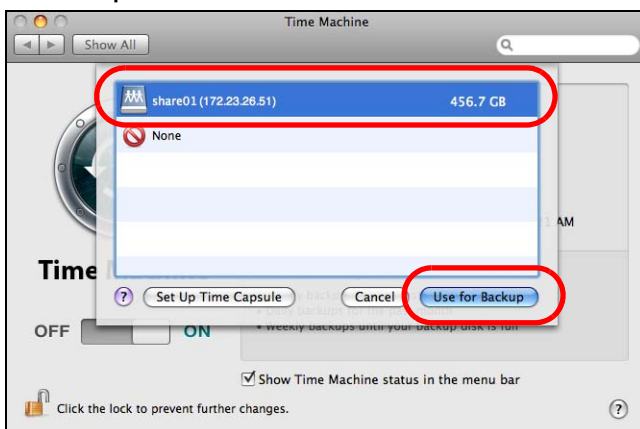 Time Machine
Show All
share01 (172.23.26.51) 456.7 GB
None
AM
Time
? Set Up Time Capsule Cancel Use for Backup
OFF ON
• Weekly backups until your backup disk is full
Show Time Machine status in the menu bar
Click the lock to prevent further changes. ?